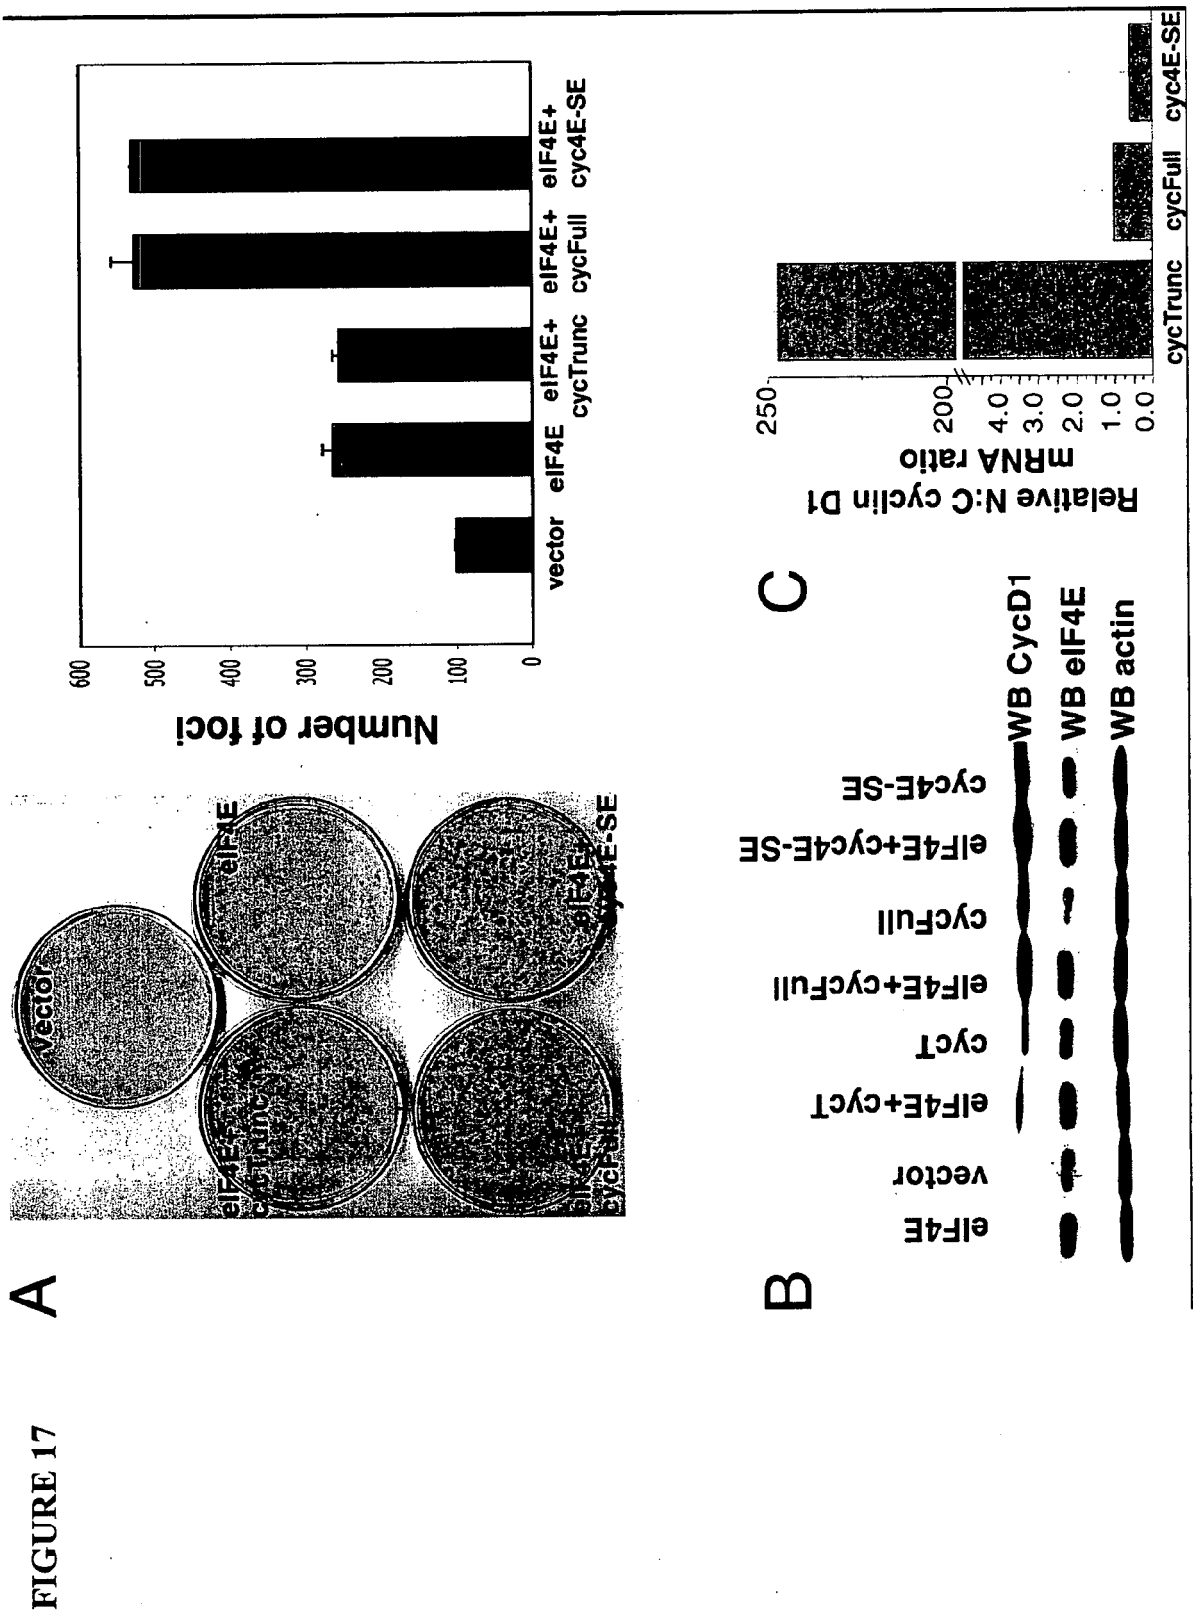 FIGURE 17
A
vector
eIF4E+
cycTrunc
eIF4E
eIF4E+
cycFull
eIF4E+
cyc4E-SE
Number of foci
600
500
400
300
200
100
0
vector
eIF4E
eIF4E+
cycTrunc
eIF4E+
cycFull
eIF4E+
cyc4E-SE
B
eIF4E
vector
eIF4E+cycT
cycT
eIF4E+cycFull
cycFull
eIF4E+cyc4E-SE
cyc4E-SE
WB CycD1
WB eIF4E
WB actin
C
Relative N:C cyclin D1
mRNA ratio
250
200
4.0
3.0
2.0
1.0
0.0
cycTrunc
cycFull
cyc4E-SE